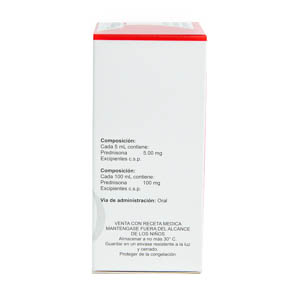 Composición:
Cada 5 mL contiene:
Prednisona 5.00 mg
Excipientes c.s.p.
Composición:
Cada 100 mL contiene:
Prednisona 100 mg
Excipientes c.s.p.
Via de administración: Oral
VENTA CON RECETA MEDICA
MANTENGASE FUERA DEL ALCANCE
DE LOS NIÑOS
Almacenar a no más 30° C.
Guardar en un envase resistente a la luz
y cerrado.
Proteger de la congelación